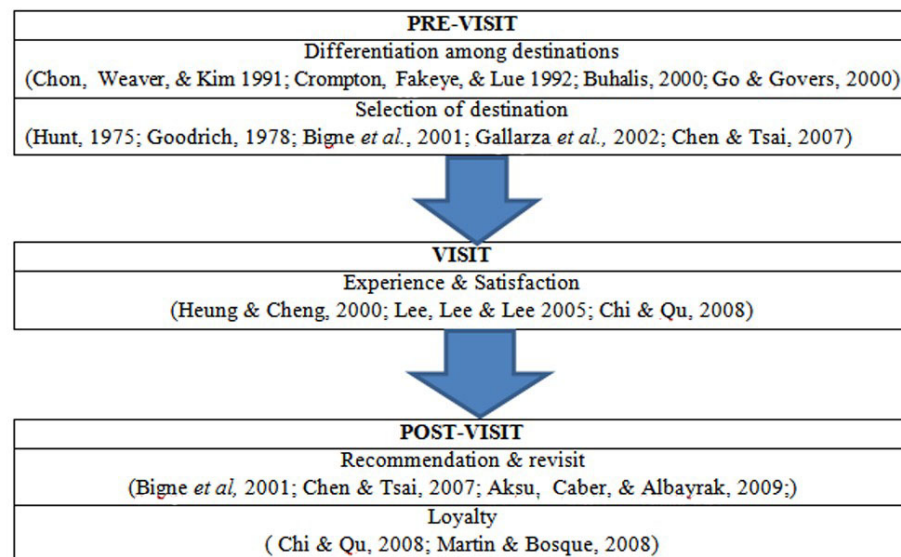 PRE-VISIT
Differentiation among destinations
(Chon, Weaver, & Kim 1991; Crompton, Fakeye, & Lue 1992; Buhalis, 2000; Go & Govers, 2000)
Selection of destination
(Hunt, 1975; Goodrich, 1978; Bigne et al., 2001; Gallarza et al., 2002; Chen & Tsai, 2007)
VISIT
Experience & Satisfaction
(Heung & Cheng, 2000; Lee, Lee & Lee 2005; Chi & Qu, 2008)
POST-VISIT
Recommendation & revisit
(Bigne et al, 2001; Chen & Tsai, 2007; Aksu, Caber, & Albayrak, 2009;)
Loyalty
( Chi & Qu, 2008; Martin & Bosque, 2008)